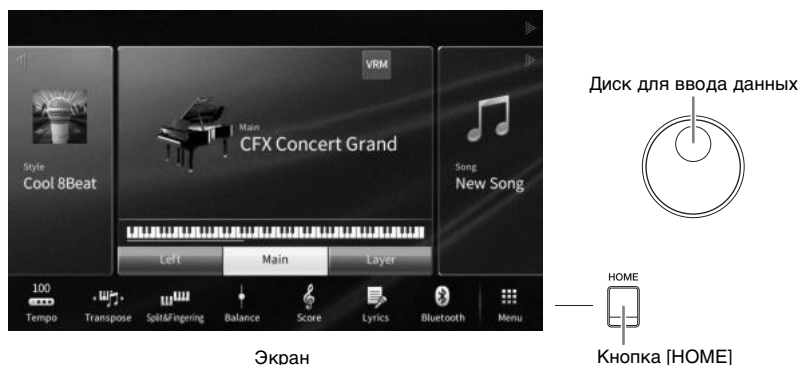 VRM
Диск для ввода данных
Main
CFX Concert Grand
Style
Cool 8Beat
Song
New Song
Left Main Layer
100
Tempo Transpose Split&Fingering Balance Score Lyrics Bluetooth Menu
HOME
Экран
Кнопка [HOME]